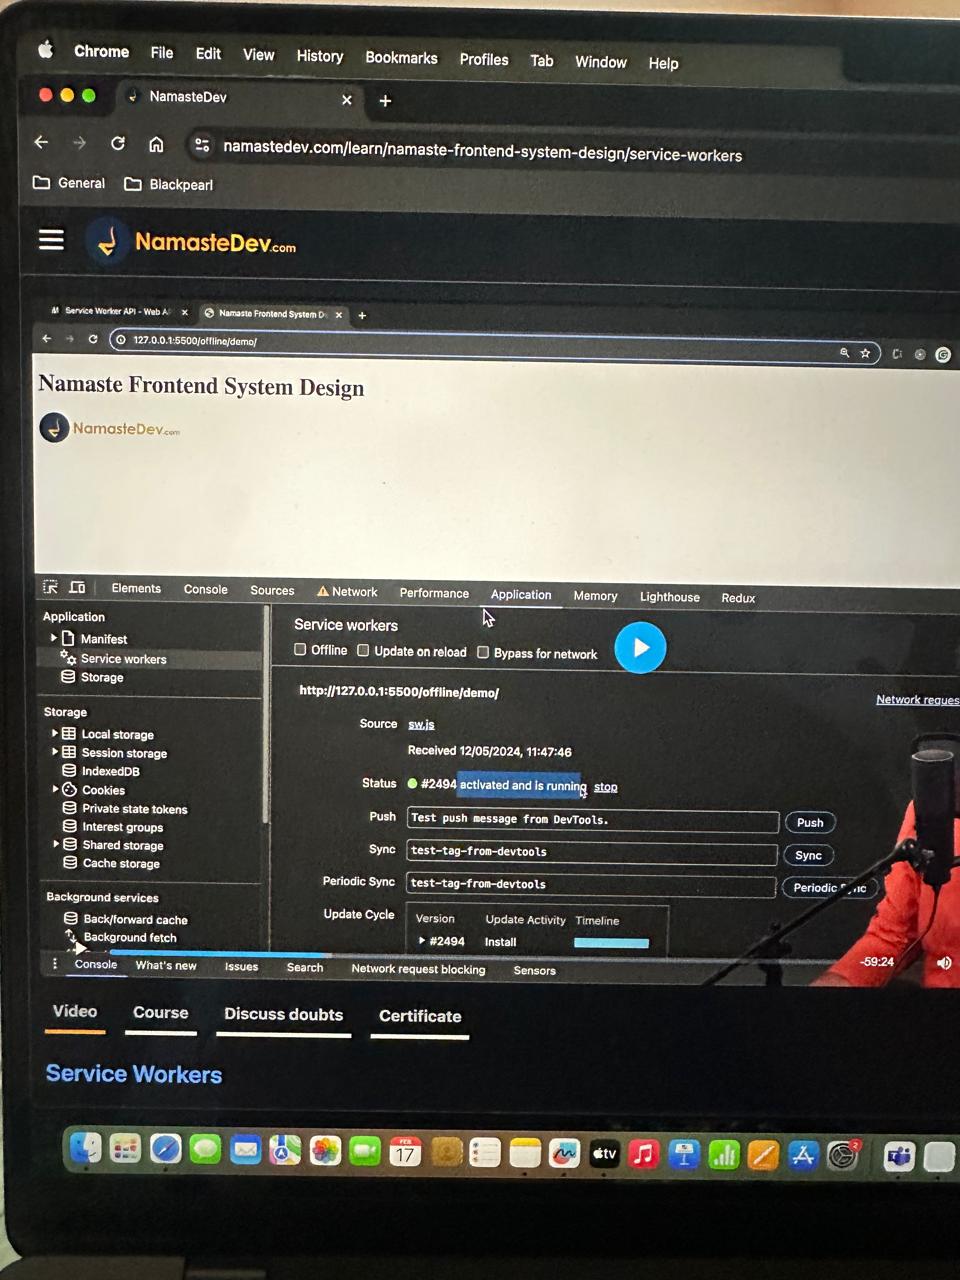 Chrome File Edit View History Bookmarks Profiles Tab Window Help
NamasteDev
namastedev.com/learn/namaste-frontend-system-design/service-workers
General Blackpearl
NamasteDev.com
Service Worker API - Web A Namaste Frontend System D
127.0.0.1:5500/offline/demo/
Namaste Frontend System Design
NamasteDev.com
Elements Console Sources Network Performance Application Memory Lighthouse Redux
Application
Manifest
Service workers
Storage
Storage
Local storage
Session storage
IndexedDB
Cookies
Private state tokens
Interest groups
Shared storage
Cache storage
Background services
Back/forward cache
Background fetch
Service workers
Offline Update on reload Bypass for network
http://127.0.0.1:5500/offline/demo/
Network reques
Source sw.js
Received 12/05/2024, 11:47:46
Status #2494 activated and is running stop
Push Test push message from DevTools. Push
Sync test-tag-from-devtools Sync
Periodic Sync test-tag-from-devtools Periodic Sync
Update Cycle Version Update Activity Timeline
#2494 Install
-59:24
Console What's new Issues Search Network request blocking Sensors
Video Course Discuss doubts Certificate
Service Workers
FEB
17
tv
2